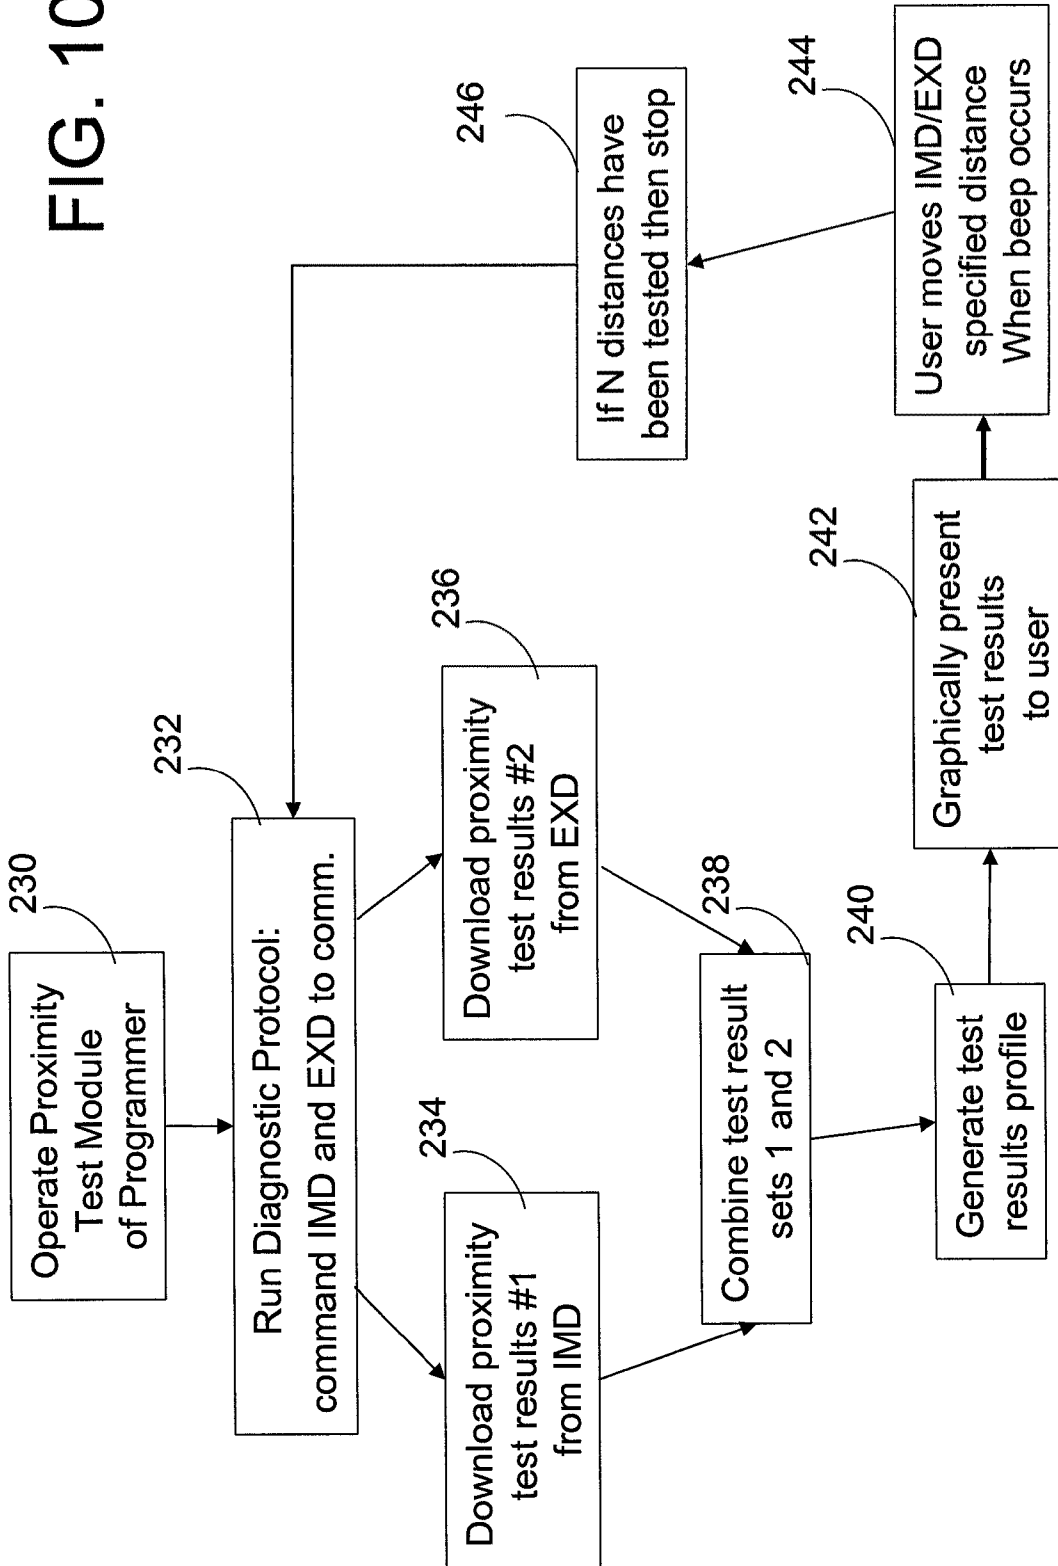 FIG. 10
230
Operate Proximity
Test Module
of Programmer
232
Run Diagnostic Protocol:
command IMD and EXD to comm.
234
Download proximity
test results #1
from IMD
236
Download proximity
test results #2
from EXD
238
Combine test result
sets 1 and 2
240
Generate test
results profile
242
Graphically present
test results
to user
244
User moves IMD/EXD
specified distance
When beep occurs
246
If N distances have
been tested then stop